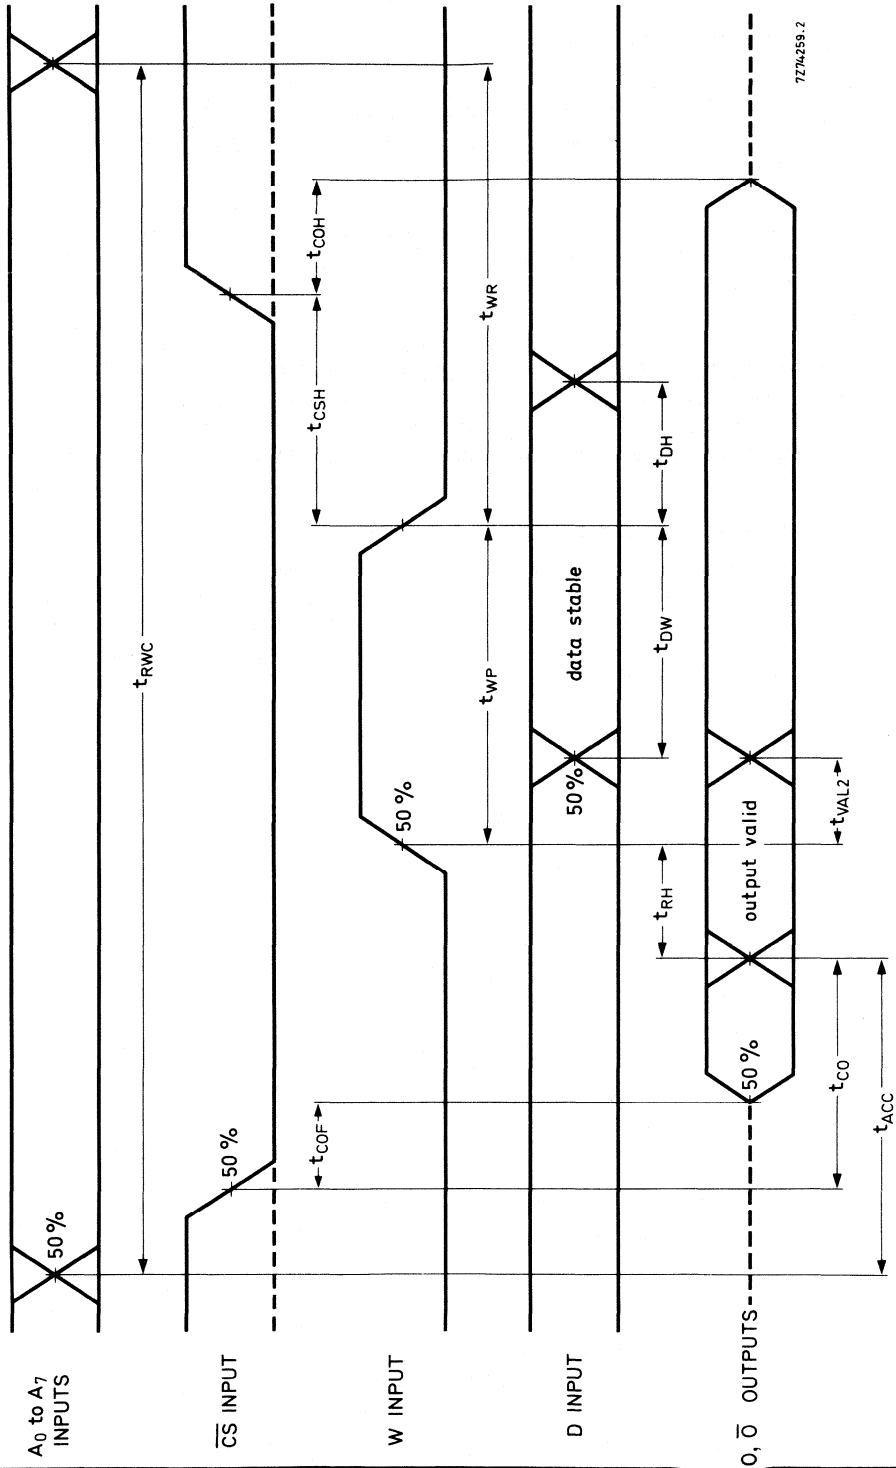 A0 to A7
INPUTS
50%
tRWC
CS INPUT
50%
tCOF
tCSH
tCOH
W INPUT
50%
tWP
tWR
D INPUT
50%
data stable
tRH
tDW
tDH
O, O OUTPUTS
50%
output valid
tCO
tVAL2
tACC
7Z74259.2